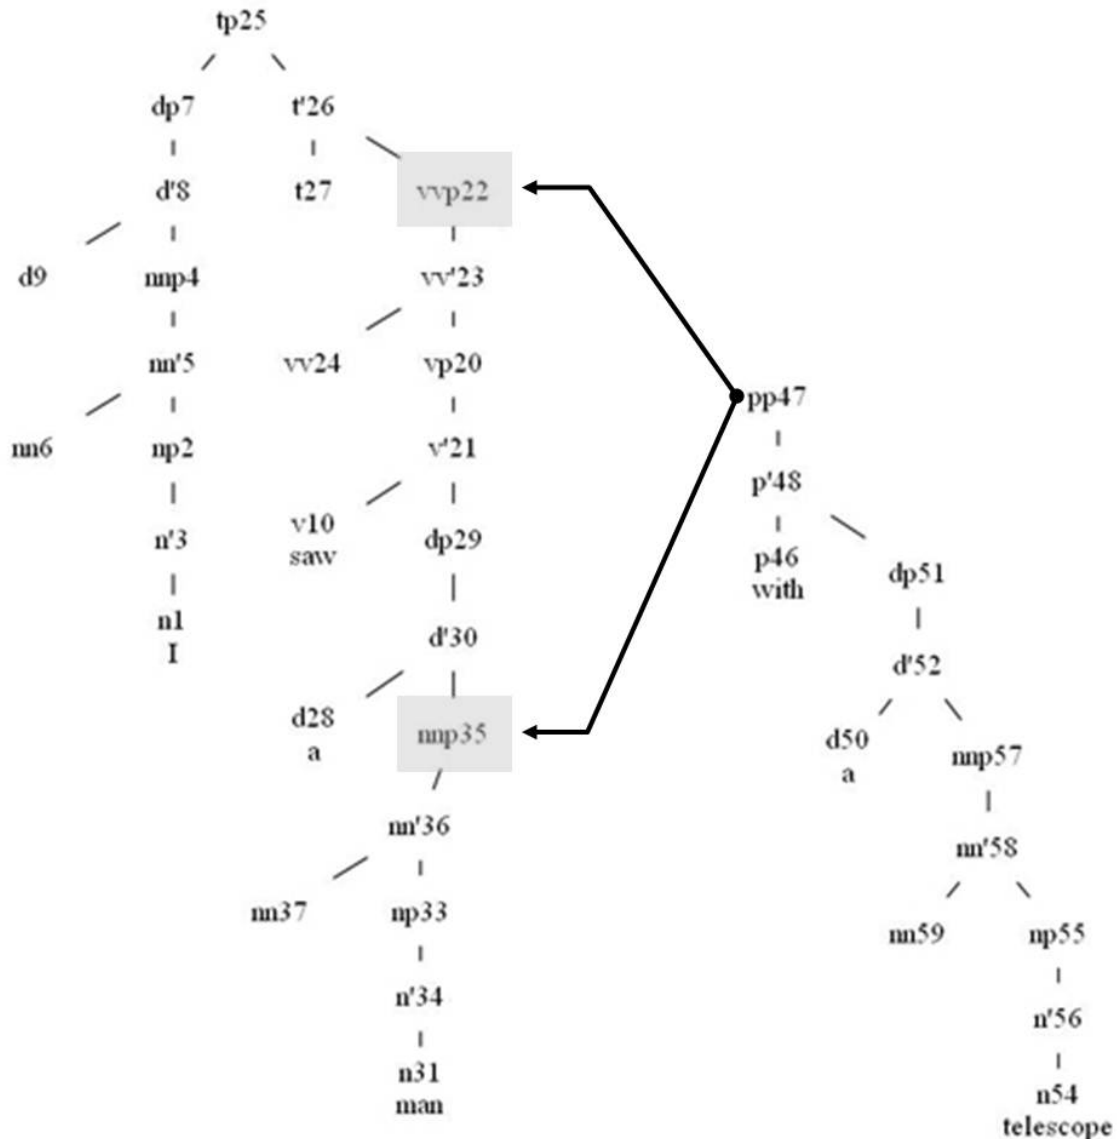 tp25
dp7 t'26
d'8 t27 vvp22
d9 nnp4 vv'23
nn'5 vv24 vp20
pp47
nn6 np2 v'21
p'48
n'3 v10 dp29
saw
p46 dp51
with
n1 d'30
I
d'52
d28 nnp35
a
d50 nnp57
a
nn'36 nn'58
nn37 np33 nn59 np55
n'34 n'56
n31 n54
man telescope